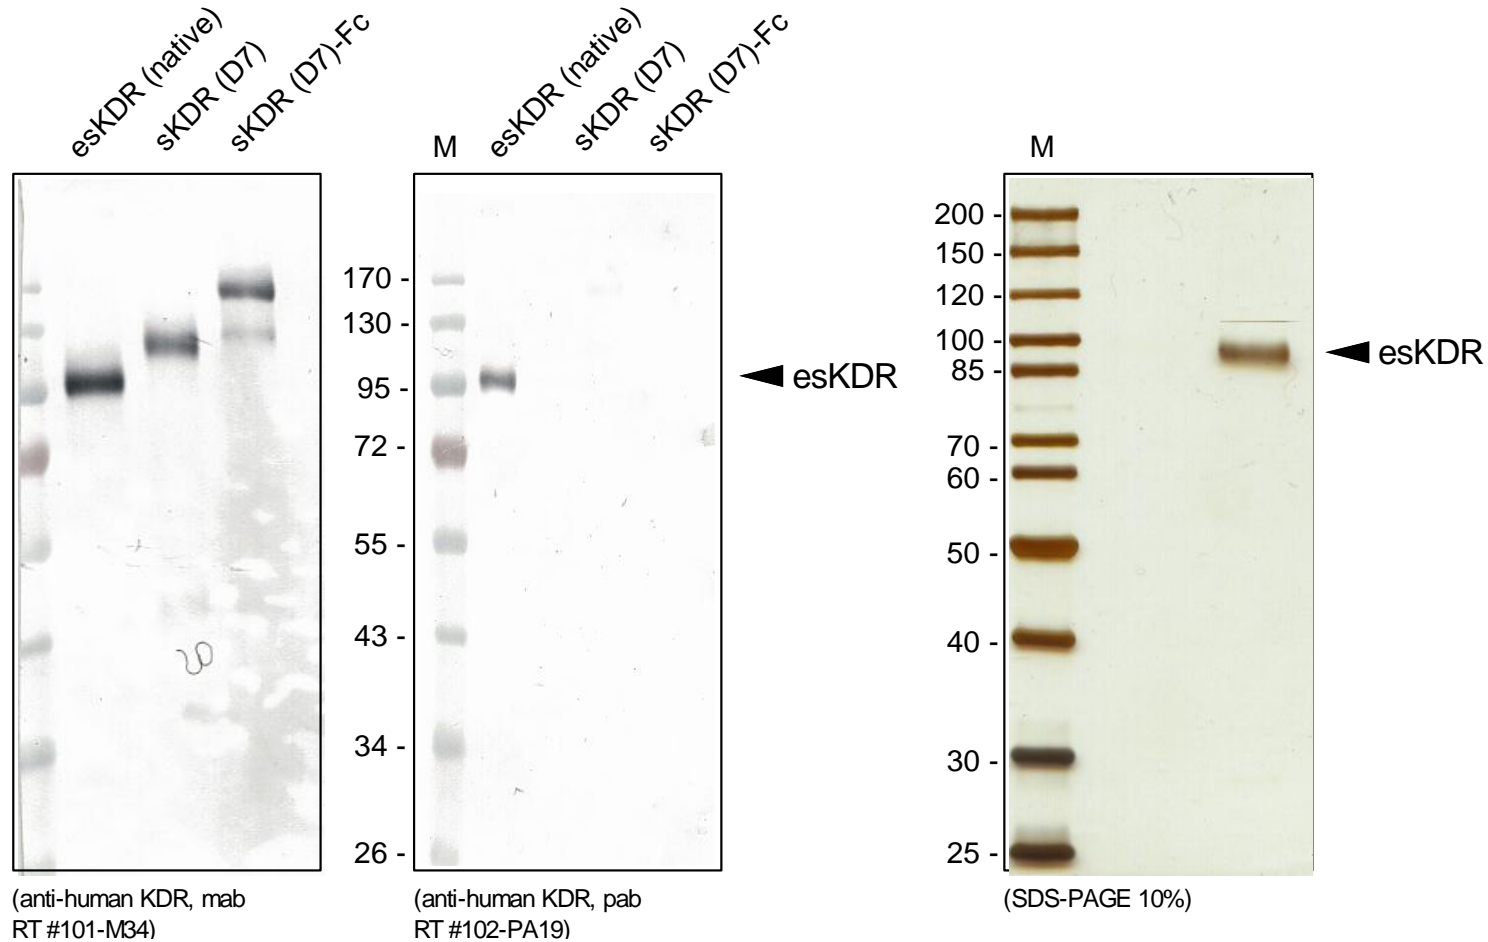 esKDR (native)
sKDR (D7)
sKDR (D7)-Fc
M
esKDR (native)
sKDR (D7)
sKDR (D7)-Fc
M
170 -
130 -
95 -
72 -
55 -
43 -
34 -
26 -
esKDR
200 -
150 -
120 -
100 -
85 -
70 -
60 -
50 -
40 -
30 -
25 -
esKDR
(anti-human KDR, mab
RT #101-M34)
(anti-human KDR, pab
RT #102-PA19)
(SDS-PAGE 10%)